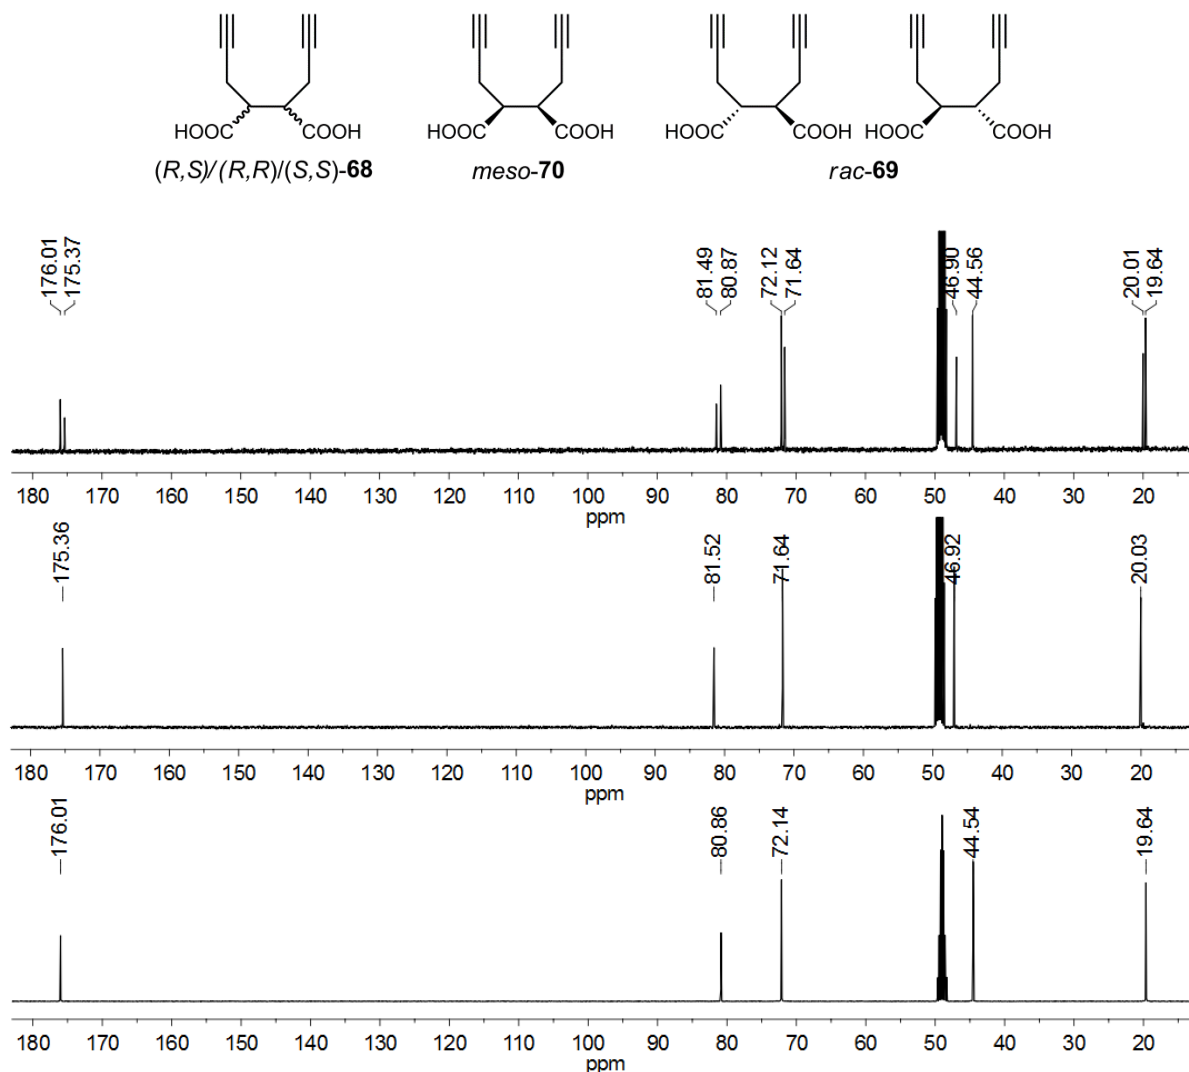 HOOC COOH HOOC COOH HOOC COOH HOOC COOH
(R,S)/(R,R)/(S,S)-68 meso-70 rac-69
176.01 175.37 81.49 80.87 72.12 71.64 46.90 44.56 20.01 19.64
180 170 160 150 140 130 120 110 100 90 80 70 60 50 40 30 20
ppm
175.36 81.52 71.64 46.92 20.03
180 170 160 150 140 130 120 110 100 90 80 70 60 50 40 30 20
ppm
176.01 80.86 72.14 44.54 19.64
180 170 160 150 140 130 120 110 100 90 80 70 60 50 40 30 20
ppm